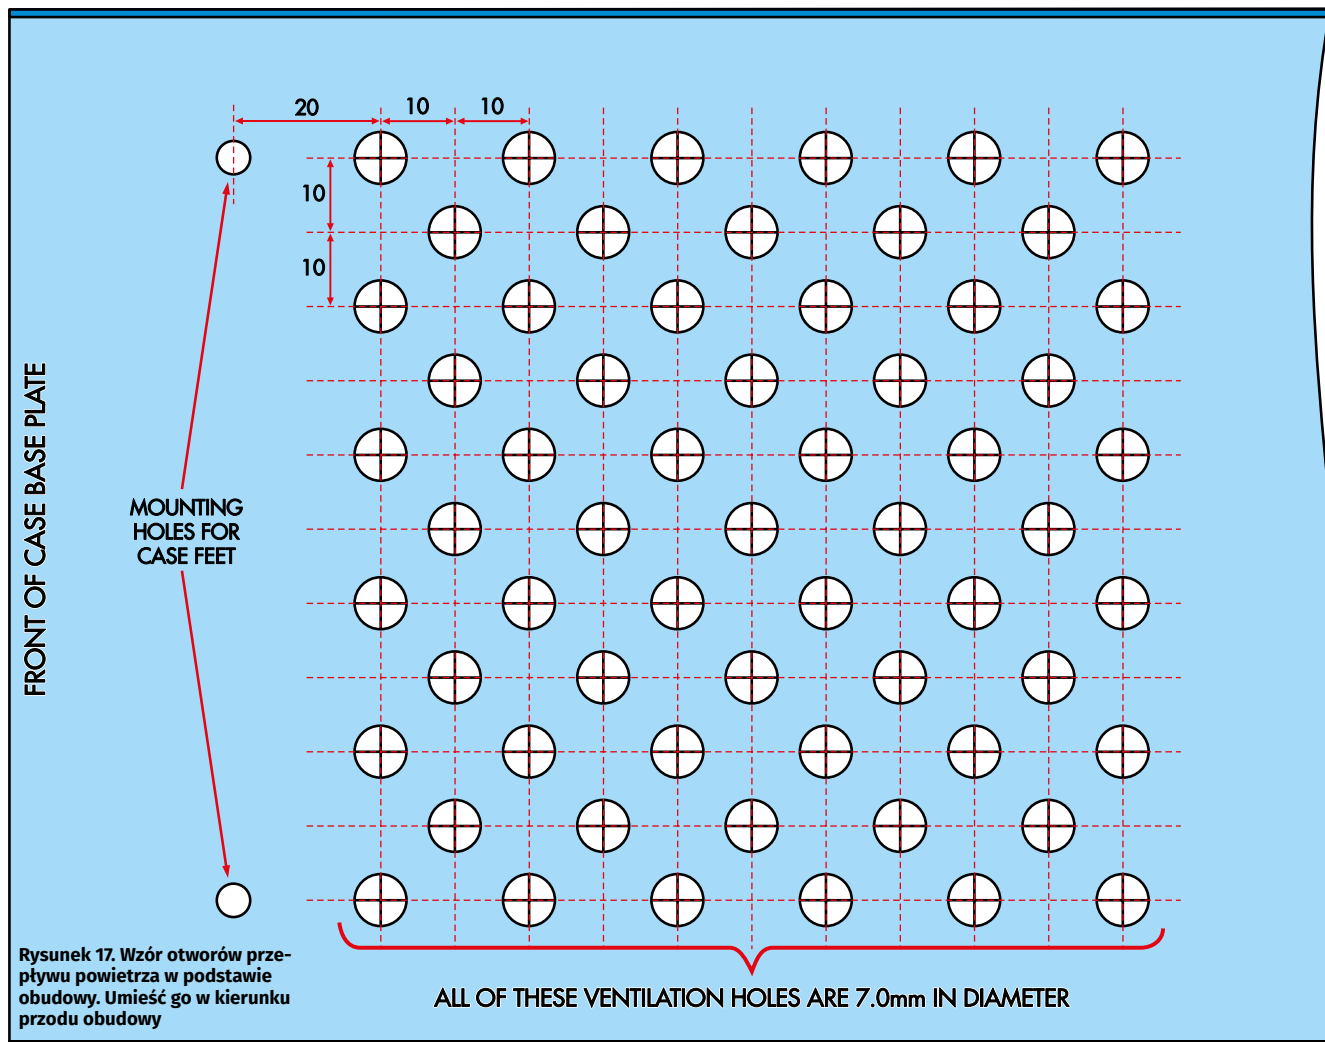 20
10
10
10
10
FRONT OF CASE BASE PLATE
MOUNTING
HOLES FOR
CASE FEET
Rysunek 17. Wzór otworów prze-
pływu powietrza w podstawie
obudowy. Umieść go w kierunku
przodu obudowy
ALL OF THESE VENTILATION HOLES ARE 7.0mm IN DIAMETER